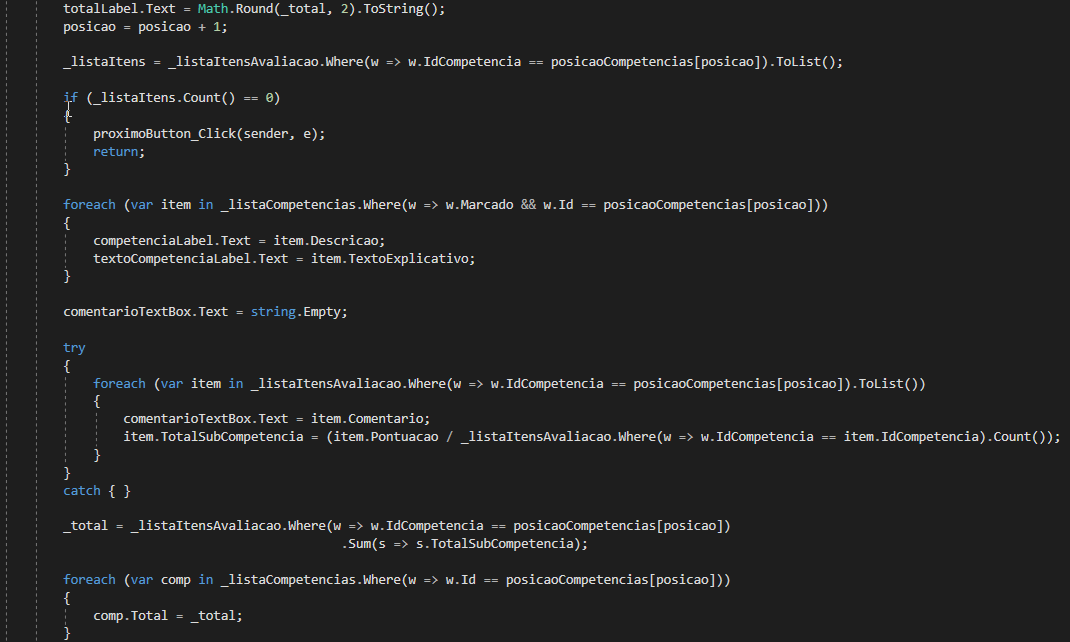 totalLabel.Text = Math.Round(_total, 2).ToString();
posicao = posicao + 1;
_listaItens = _listaItensAvaliacao.Where(w => w.IdCompetencia == posicaoCompetencias[posicao]).ToList();
if (_listaItens.Count() == 0)
{
proximoButton_Click(sender, e);
return;
}
foreach (var item in _listaCompetencias.Where(w => w.Marcado && w.Id == posicaoCompetencias[posicao]))
{
competenciaLabel.Text = item.Descricao;
textoCompetenciaLabel.Text = item.TextoExplicativo;
}
comentarioTextBox.Text = string.Empty;
try
{
foreach (var item in _listaItensAvaliacao.Where(w => w.IdCompetencia == posicaoCompetencias[posicao]).ToList())
{
comentarioTextBox.Text = item.Comentario;
item.TotalSubCompetencia = (item.Pontuacao / _listaItensAvaliacao.Where(w => w.IdCompetencia == item.IdCompetencia).Count());
}
}
catch { }
_total = _listaItensAvaliacao.Where(w => w.IdCompetencia == posicaoCompetencias[posicao])
.Sum(s => s.TotalSubCompetencia);
foreach (var comp in _listaCompetencias.Where(w => w.Id == posicaoCompetencias[posicao]))
{
comp.Total = _total;
}